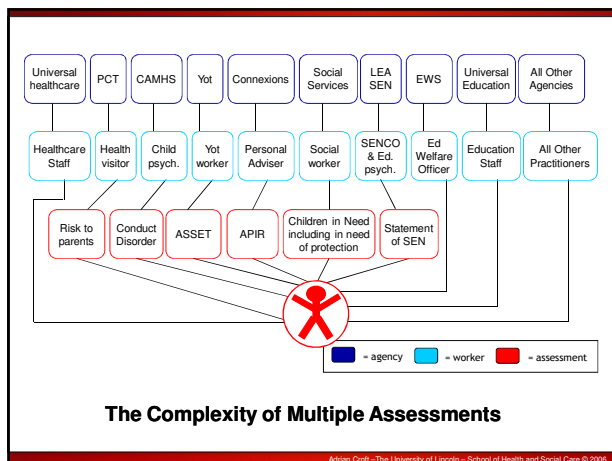 Universal
healthcare
PCT
CAMHS
Yot
Connexions
Social
Services
LEA
SEN
EWS
Universal
Education
All Other
Agencies
Healthcare
Staff
Health
visitor
Child
psych.
Yot
worker
Personal
Adviser
Social
worker
SENCO
& Ed.
psych.
Ed
Welfare
Officer
Education
Staff
All Other
Practitioners
Risk to
parents
Conduct
Disorder
ASSET
APIR
Children in Need
including in need
of protection
Statement
of SEN
= agency
= worker
= assessment
The Complexity of Multiple Assessments
Adrian Croft –The University of Lincoln – School of Health and Social Care © 2006